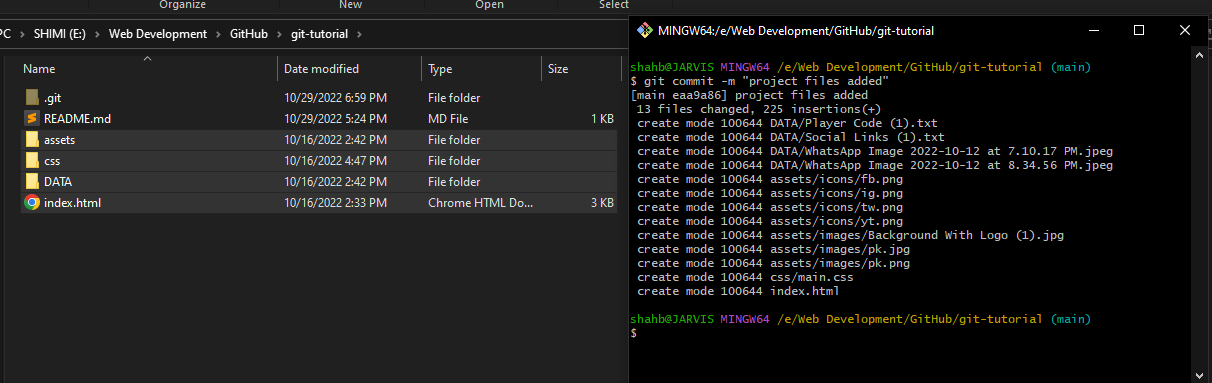 Organize
New
Open
Select
PC > SHIMI (E:) > Web Development > GitHub > git-tutorial >
Name Date modified Type Size
.git 10/29/2022 6:59 PM File folder
README.md 10/29/2022 5:24 PM MD File 1 KB
assets 10/16/2022 2:42 PM File folder
css 10/16/2022 4:47 PM File folder
DATA 10/16/2022 2:42 PM File folder
index.html 10/16/2022 2:33 PM Chrome HTML Do... 3 KB
MINGW64:/e/Web Development/GitHub/git-tutorial
shahb@JARVIS MINGW64 /e/Web Development/GitHub/git-tutorial (main)
$ git commit -m "project files added"
[main eaa9a86] project files added
13 files changed, 225 insertions(+)
create mode 100644 DATA/Player Code (1).txt
create mode 100644 DATA/Social Links (1).txt
create mode 100644 DATA/WhatsApp Image 2022-10-12 at 7.10.17 PM.jpeg
create mode 100644 DATA/WhatsApp Image 2022-10-12 at 8.34.56 PM.jpeg
create mode 100644 assets/icons/fb.png
create mode 100644 assets/icons/ig.png
create mode 100644 assets/icons/tw.png
create mode 100644 assets/icons/yt.png
create mode 100644 assets/images/Background With Logo (1).jpg
create mode 100644 assets/images/pk.jpg
create mode 100644 assets/images/pk.png
create mode 100644 css/main.css
create mode 100644 index.html
shahb@JARVIS MINGW64 /e/Web Development/GitHub/git-tutorial (main)
$